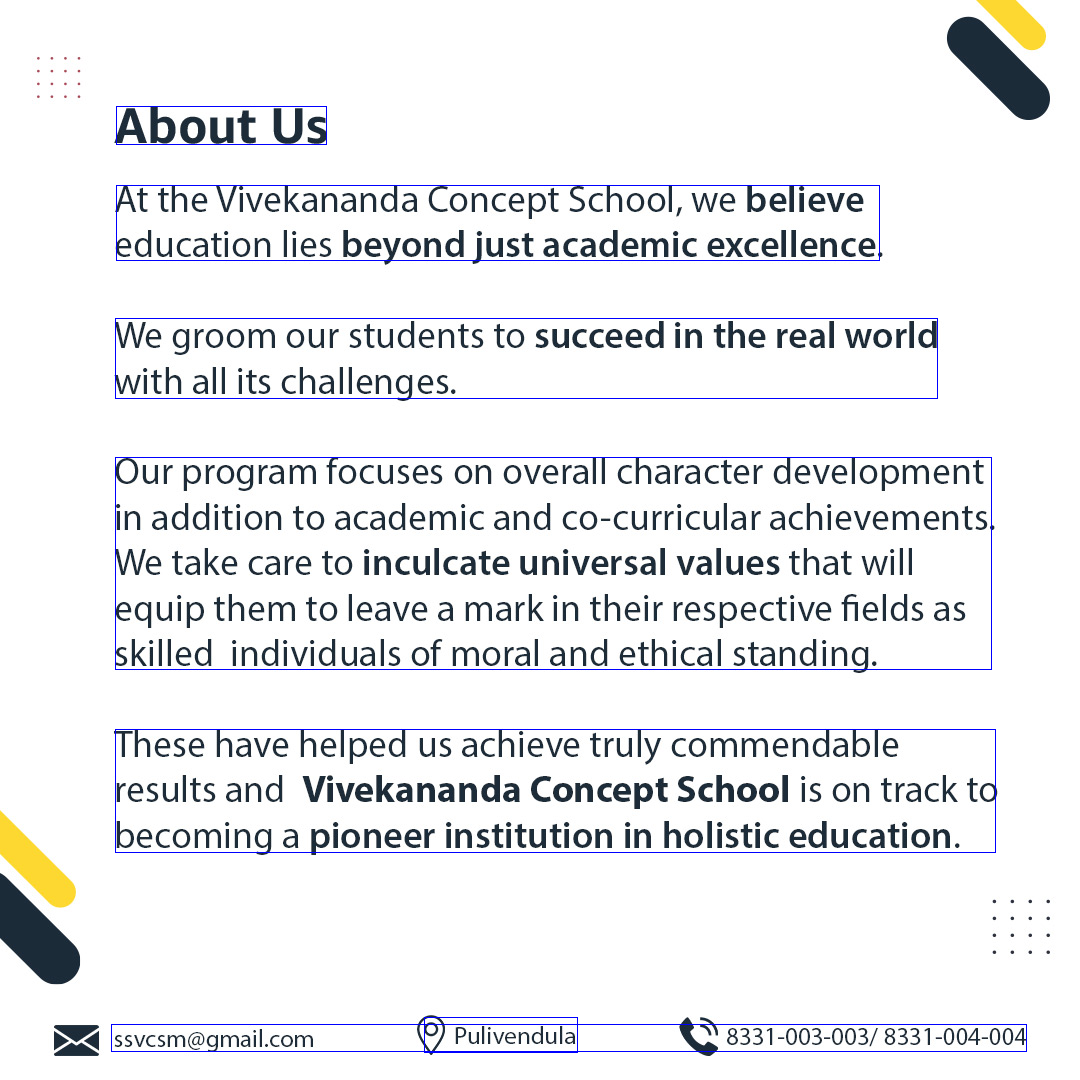 About Us
At the Vivekananda Concept School, we believe
education lies beyond just academic excellence.
We groom our students to succeed in the real world
with all its challenges.
Our program focuses on overall character development
in addition to academic and co-curricular achievements.
We take care to inculcate universal values that will
equip them to leave a mark in their respective fields as
skilled  individuals of moral and ethical standing.
These have helped us achieve truly commendable
results and  Vivekananda Concept School is on track to
becoming a pioneer institution in holistic education.
ssvcsm@gmail.com Pulivendula 8331-003-003/ 8331-004-004